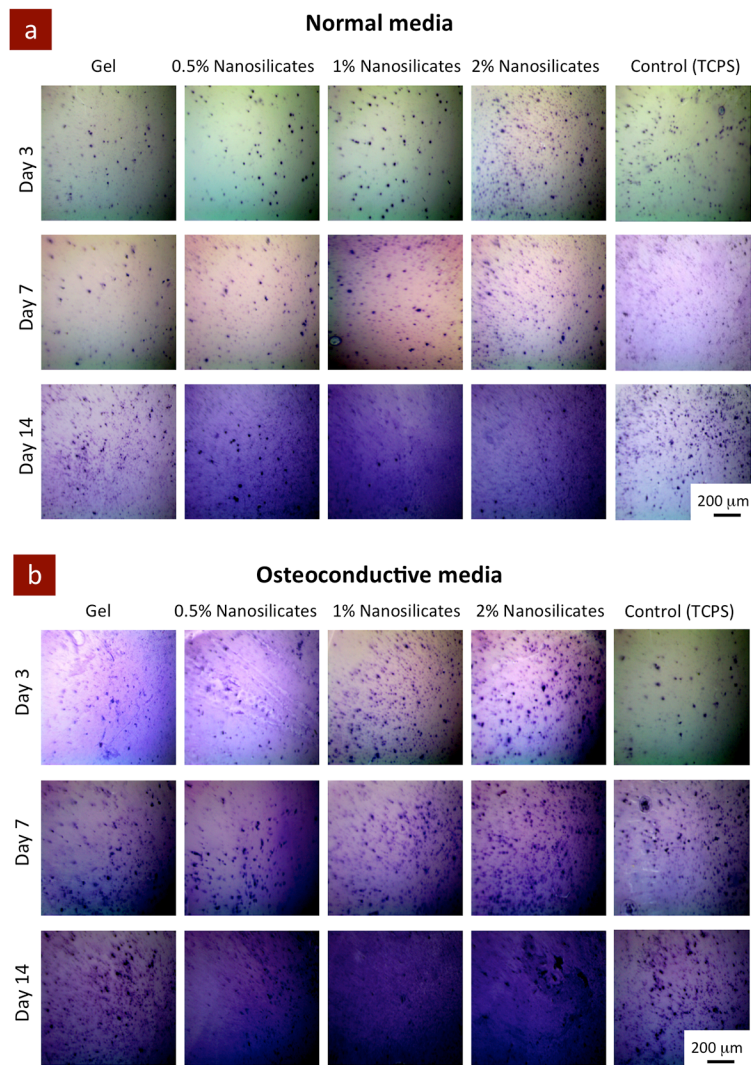 a
Normal media
Gel 0.5% Nanosilicates 1% Nanosilicates 2% Nanosilicates Control (TCPS)
Day 3
Day 7
Day 14
200 μm
b
Osteoconductive media
Gel 0.5% Nanosilicates 1% Nanosilicates 2% Nanosilicates Control (TCPS)
Day 3
Day 7
Day 14
200 μm